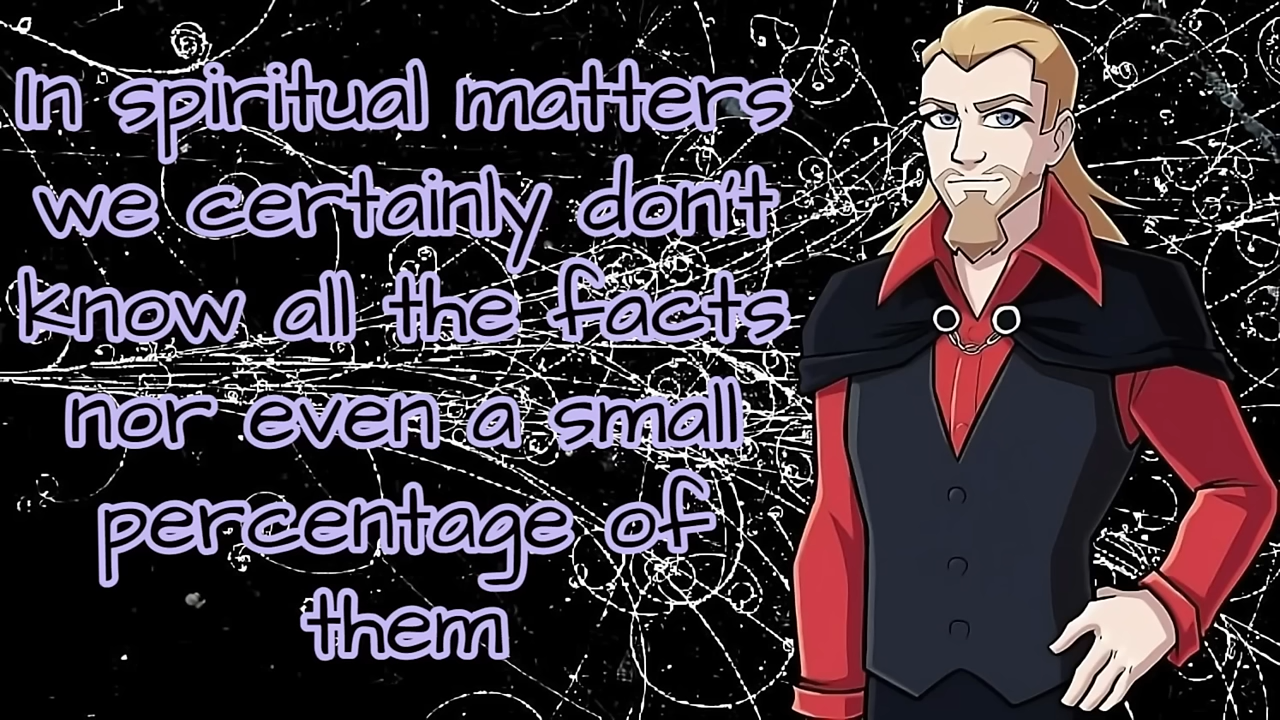 In spiritual matters
we certainly don't
know all the facts
nor even a small
percentage of
them